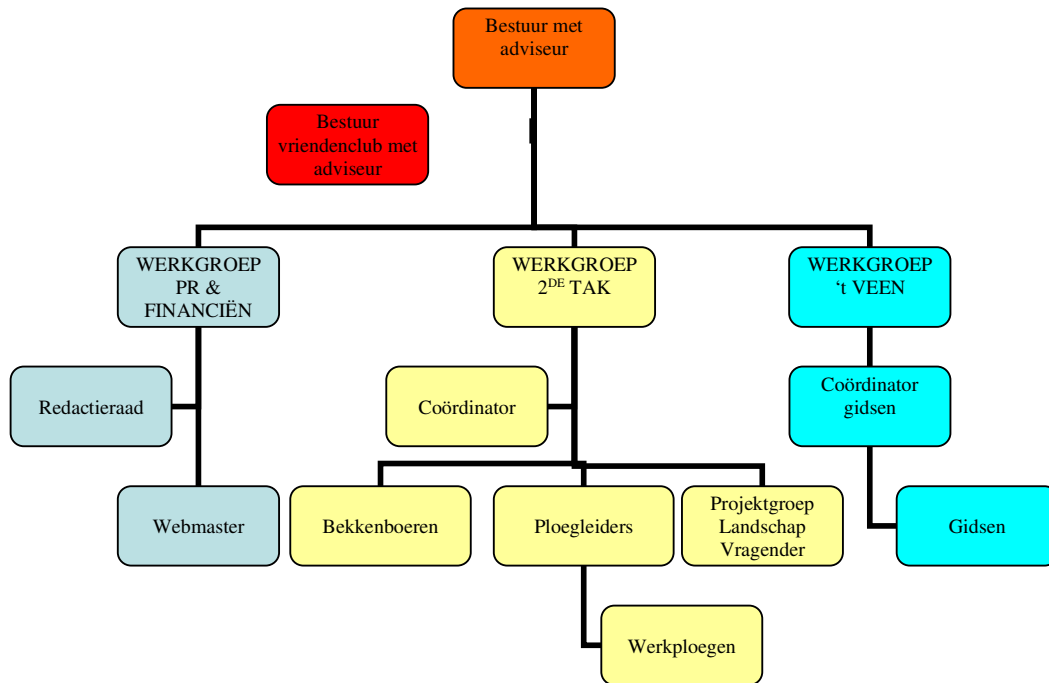 Bestuur met
adviseur
Bestuur
vriendenclub met
adviseur
WERKGROEP
PR &
FINANCIËN
WERKGROEP
2DE TAK
WERKGROEP
‘t VEEN
Redactieraad
Coördinator
Coördinator
gidsen
Webmaster
Bekkenboeren
Ploegleiders
Projektgroep
Landschap
Vragender
Gidsen
Werkploegen